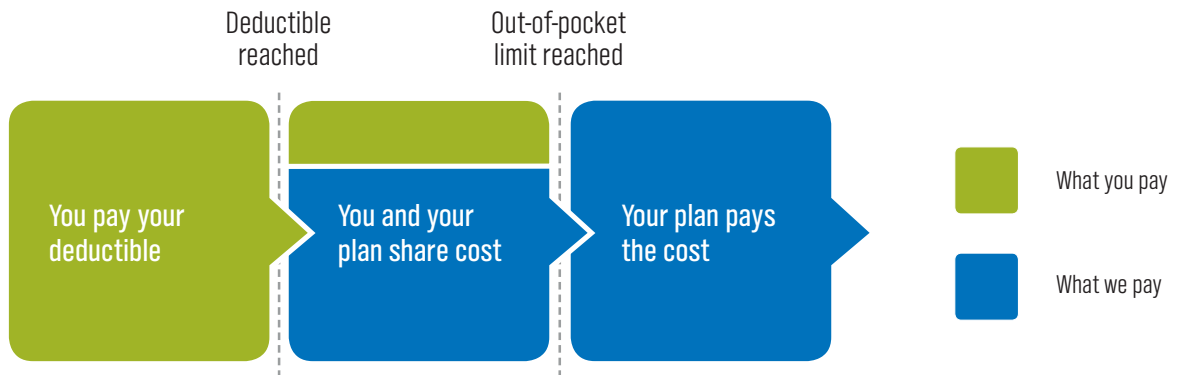 Deductible
reached
Out-of-pocket
limit reached
You pay your
deductible
You and your
plan share cost
Your plan pays
the cost
What you pay
What we pay